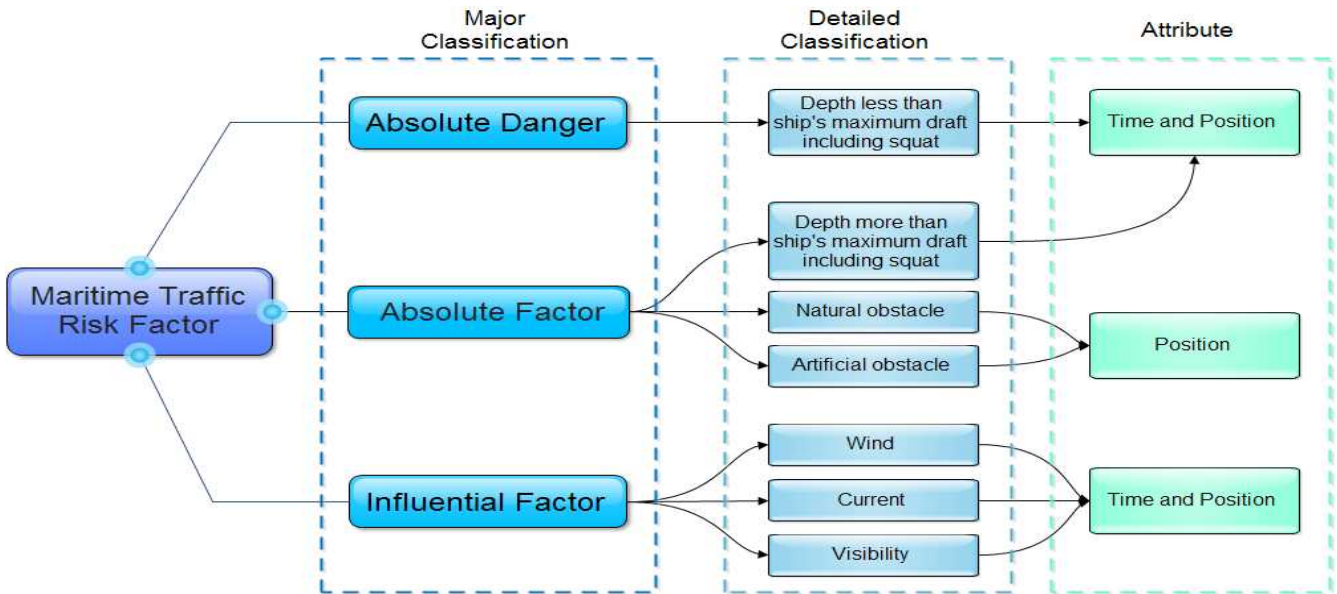 Major
Classification
Detailed
Classification
Attribute
Absolute Danger
Depth less than
ship's maximum draft
including squat
Time and Position
Depth more than
ship's maximum draft
including squat
Maritime Traffic
Risk Factor
Absolute Factor
Natural obstacle
Artificial obstacle
Position
Influential Factor
Wind
Current
Visibility
Time and Position